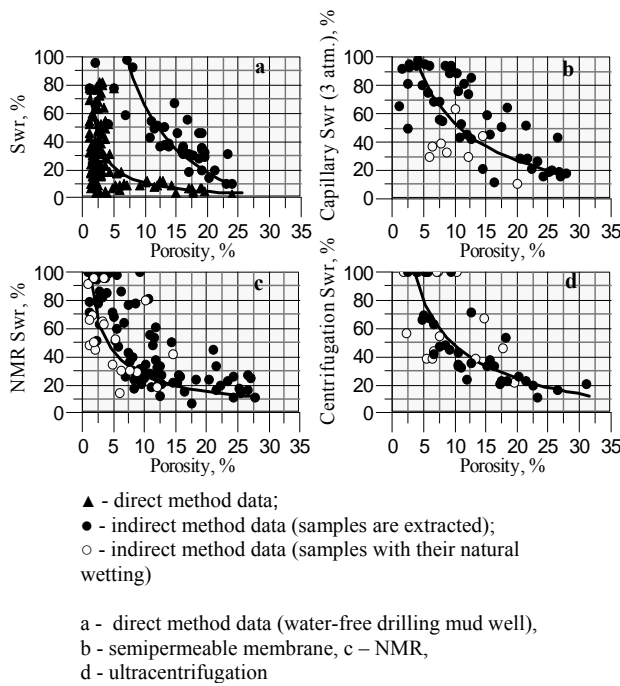 100
80
60
40
20
0
Swr, %
a
0 5 10 15 20 25 30 35
Porosity, %
100
80
60
40
20
0
Capillary Swr (3 atm.), %
b
0 5 10 15 20 25 30 35
Porosity, %
100
80
60
40
20
0
NMR Swr, %
c
0 5 10 15 20 25 30 35
Porosity, %
100
80
60
40
20
0
Centrifugation Swr, %
d
0 5 10 15 20 25 30 35
Porosity, %
▲ - direct method data;
● - indirect method data (samples are extracted);
○ - indirect method data (samples with their natural
wetting)
a - direct method data (water-free drilling mud well),
b - semipermeable membrane, c – NMR,
d - ultracentrifugation